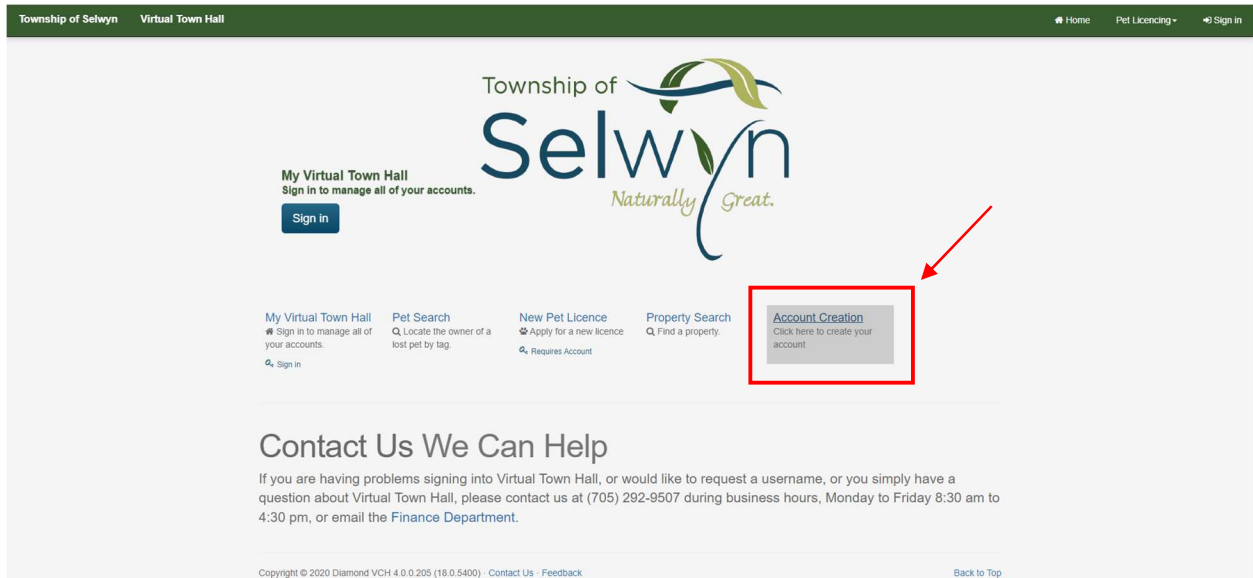 Township of Selwyn Virtual Town Hall Home Pet Licencing Sign in
Township of
Selwyn
Naturally Great.
My Virtual Town Hall
Sign in to manage all of your accounts.
Sign in
My Virtual Town Hall
Sign in to manage all of
your accounts.
Sign in
Pet Search
Locate the owner of a
lost pet by tag.
New Pet Licence
Apply for a new licence
Requires Account
Property Search
Find a property.
Account Creation
Click here to create your
account
Contact Us We Can Help
If you are having problems signing into Virtual Town Hall, or would like to request a username, or you simply have a
question about Virtual Town Hall, please contact us at (705) 292-9507 during business hours, Monday to Friday 8:30 am to
4:30 pm, or email the Finance Department.
Copyright © 2020 Diamond VCH 4.0.0.205 (18.0.5400) · Contact Us · Feedback Back to Top